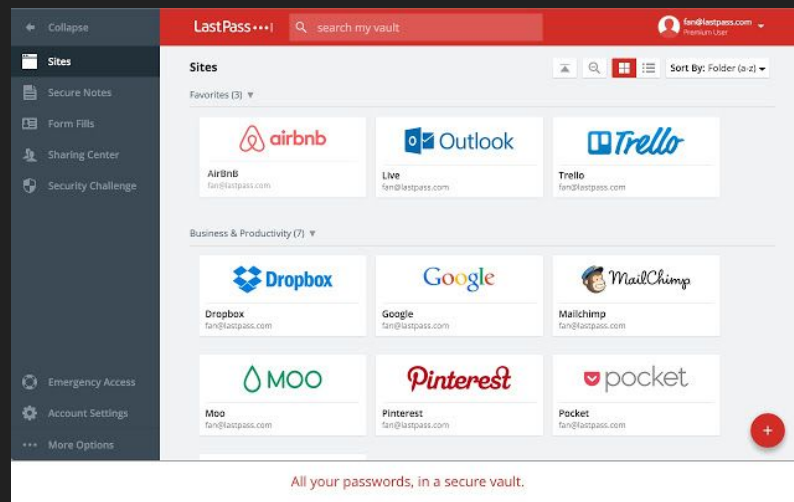 Collapse
LastPass•••|
search my vault
fan@lastpass.com
Premium User
Sites
Secure Notes
Form Fills
Sharing Center
Security Challenge
Emergency Access
Account Settings
More Options
Sites
Sort By: Folder (a-z)
Favorites (3)
airbnb
Outlook
Trello
AirBnB
fan@lastpass.com
Live
fan@lastpass.com
Trello
fan@lastpass.com
Business & Productivity (7)
Dropbox
Google
MailChimp
Dropbox
fan@lastpass.com
Google
fan@lastpass.com
Mailchimp
fan@lastpass.com
MOO
Pinterest
pocket
Moo
fan@lastpass.com
Pinterest
fan@lastpass.com
Pocket
fan@lastpass.com
+
All your passwords, in a secure vault.